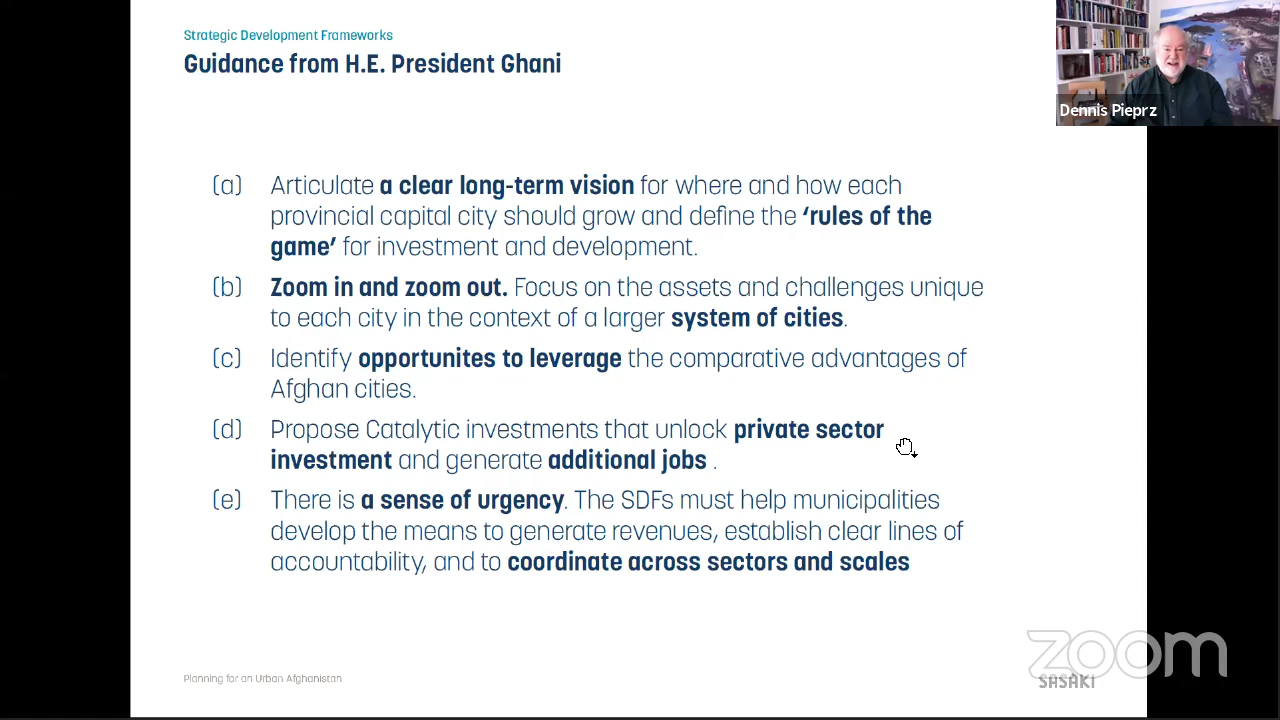 Strategic Development Frameworks
Guidance from H.E. President Ghani
Dennis Pieprz
(a) Articulate a clear long-term vision for where and how each
provincial capital city should grow and define the ‘rules of the
game’ for investment and development.
(b) Zoom in and zoom out. Focus on the assets and challenges unique
to each city in the context of a larger system of cities.
(c) Identify opportunites to leverage the comparative advantages of
Afghan cities.
(d) Propose Catalytic investments that unlock private sector
investment and generate additional jobs .
(e) There is a sense of urgency. The SDFs must help municipalities
develop the means to generate revenues, establish clear lines of
accountability, and to coordinate across sectors and scales
zoom
Planning for an Urban Afghanistan
SASAKI